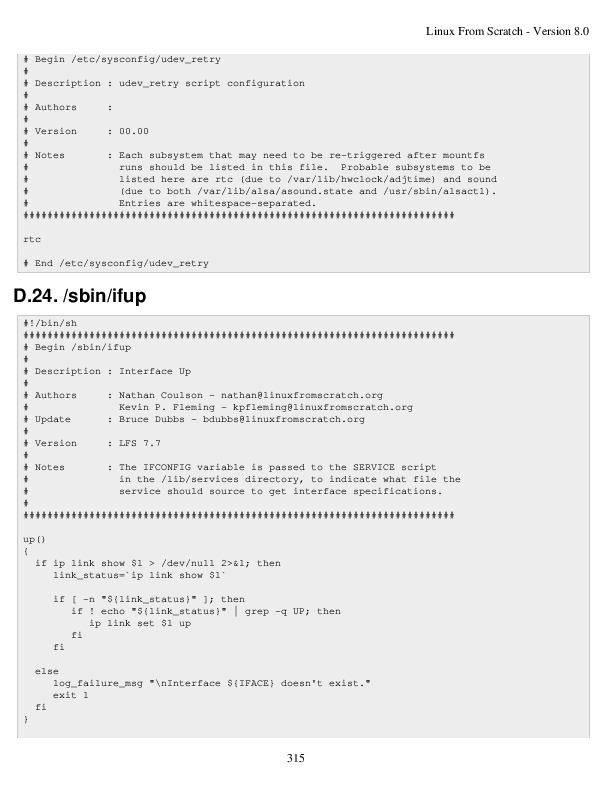 Linux From Scratch - Version 8.0
# Begin /etc/sysconfig/udev_retry
#
# Description : udev_retry script configuration
#
# Authors     :
#
# Version     : 00.00
#
# Notes       : Each subsystem that may need to be re-triggered after mountfs
#               runs should be listed in this file.  Probable subsystems to be
#               listed here are rtc (due to /var/lib/hwclock/adjtime) and sound
#               (due to both /var/lib/alsa/asound.state and /usr/sbin/alsactl).
#               Entries are whitespace-separated.
########################################################################
rtc
# End /etc/sysconfig/udev_retry
D.24. /sbin/ifup
#!/bin/sh
########################################################################
# Begin /sbin/ifup
#
# Description : Interface Up
#
# Authors     : Nathan Coulson - nathan@linuxfromscratch.org
#               Kevin P. Fleming - kpfleming@linuxfromscratch.org
# Update      : Bruce Dubbs - bdubbs@linuxfromscratch.org
#
# Version     : LFS 7.7
#
# Notes       : The IFCONFIG variable is passed to the SERVICE script
#               in the /lib/services directory, to indicate what file the
#               service should source to get interface specifications.
#
########################################################################
up()
{
  if ip link show $1 > /dev/null 2>&1; then
     link_status=`ip link show $1`
     if [ -n "${link_status}" ]; then
        if ! echo "${link_status}" | grep -q UP; then
           ip link set $1 up
        fi
     fi
  else
     log_failure_msg "\nInterface ${IFACE} doesn't exist."
     exit 1
  fi
}
315